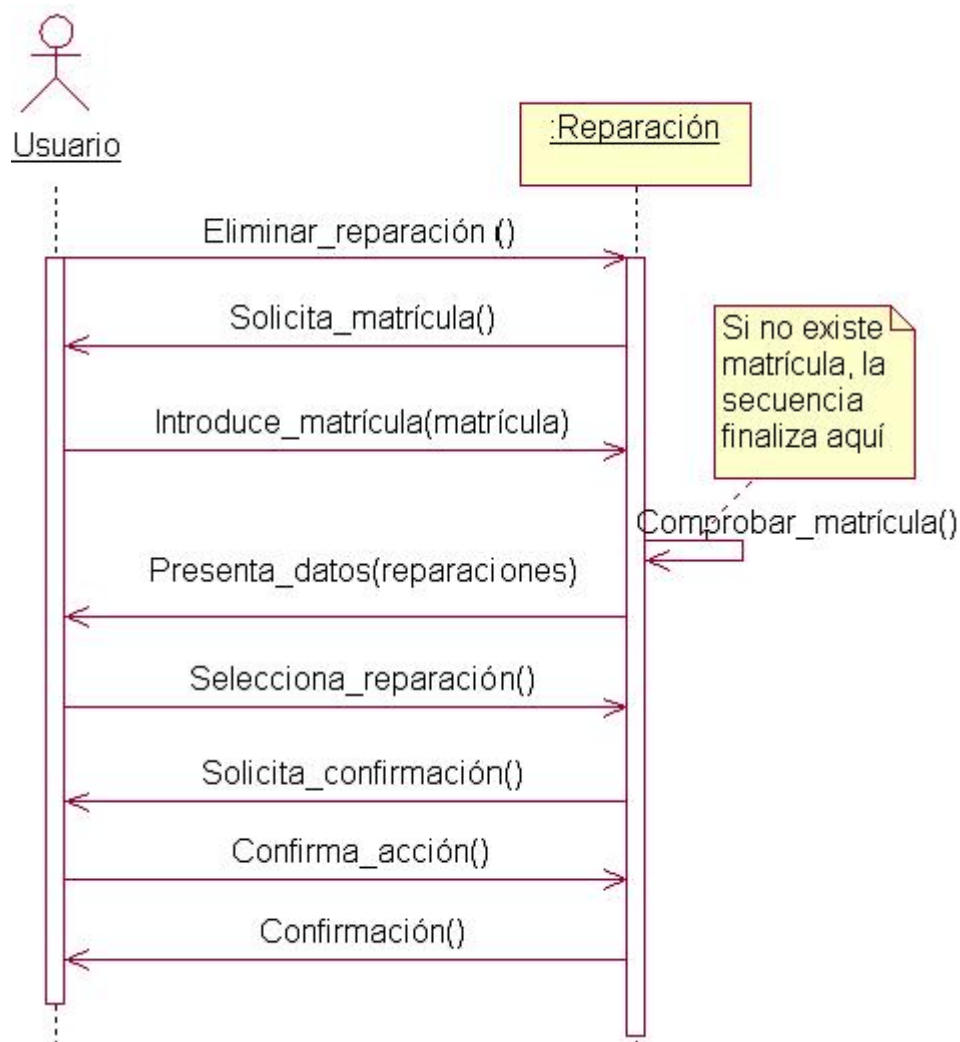 Usuario
:Reparación
Eliminar_reparación ()
Solicita_matrícula()
Si no existe
matrícula, la
secuencia
finaliza aquí
Introduce_matrícula(matrícula)
Comprobar_matrícula()
Presenta_datos(reparaciones)
Selecciona_reparación()
Solicita_confirmación()
Confirma_acción()
Confirmación()